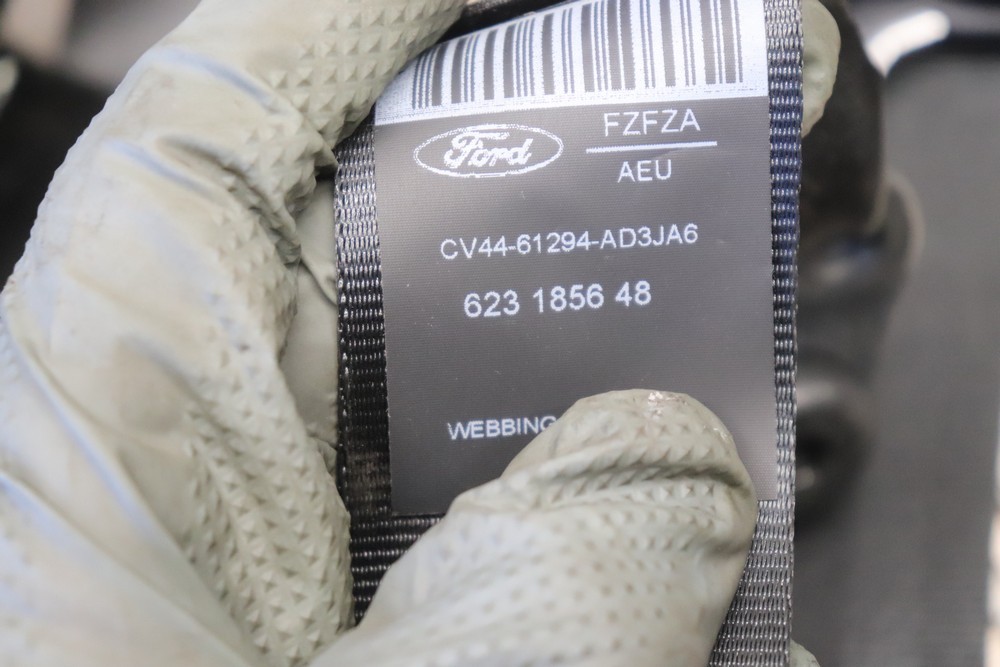 Ford
FZFZA
AEU
CV44-61294-AD3JA6
623 1856 48
WEBBING